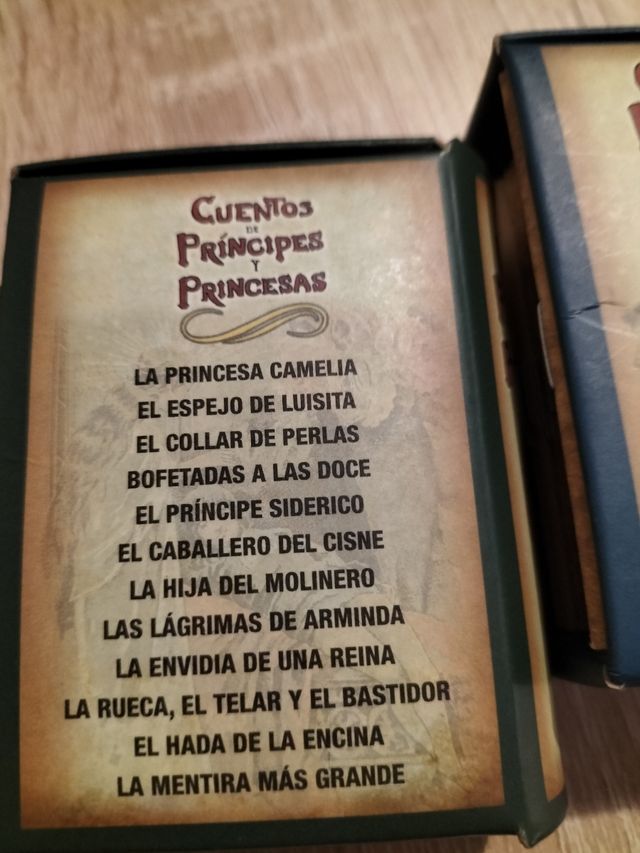 CUENTOS
DE
PRÍNCIPES
Y
PRINCESAS
LA PRINCESA CAMELIA
EL ESPEJO DE LUISITA
EL COLLAR DE PERLAS
BOFETADAS A LAS DOCE
EL PRÍNCIPE SIDERICO
EL CABALLERO DEL CISNE
LA HIJA DEL MOLINERO
LAS LÁGRIMAS DE ARMINDA
LA ENVIDIA DE UNA REINA
LA RUECA, EL TELAR Y EL BASTIDOR
EL HADA DE LA ENCINA
LA MENTIRA MÁS GRANDE